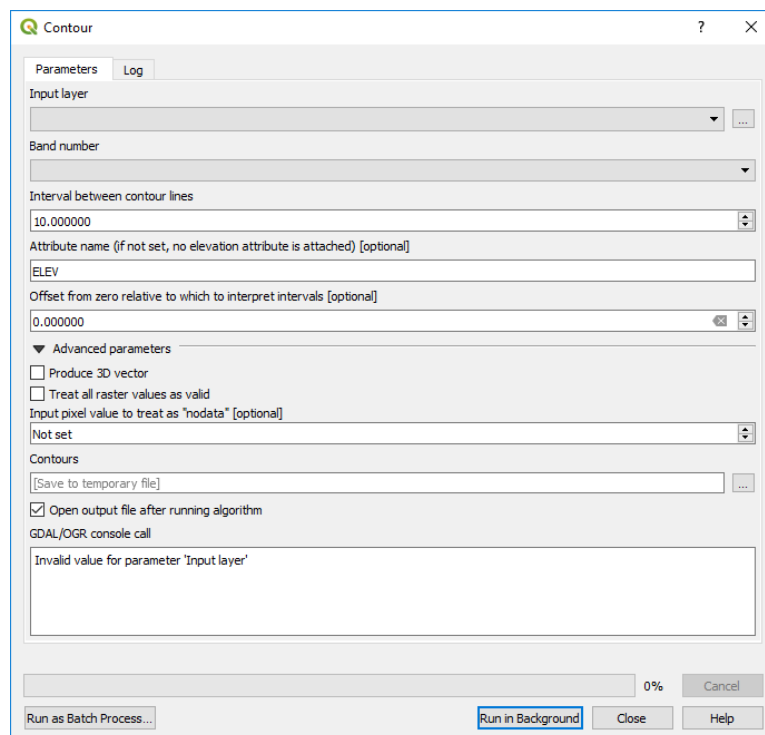 Contour
?
Parameters
Log
Input layer
...
Band number
Interval between contour lines
10.000000
Attribute name (if not set, no elevation attribute is attached) [optional]
ELEV
Offset from zero relative to which to interpret intervals [optional]
0.000000
Advanced parameters
Produce 3D vector
Treat all raster values as valid
Input pixel value to treat as "nodata" [optional]
Not set
Contours
[Save to temporary file]
...
Open output file after running algorithm
GDAL/OGR console call
Invalid value for parameter 'Input layer'
0%
Cancel
Run as Batch Process...
Run in Background
Close
Help